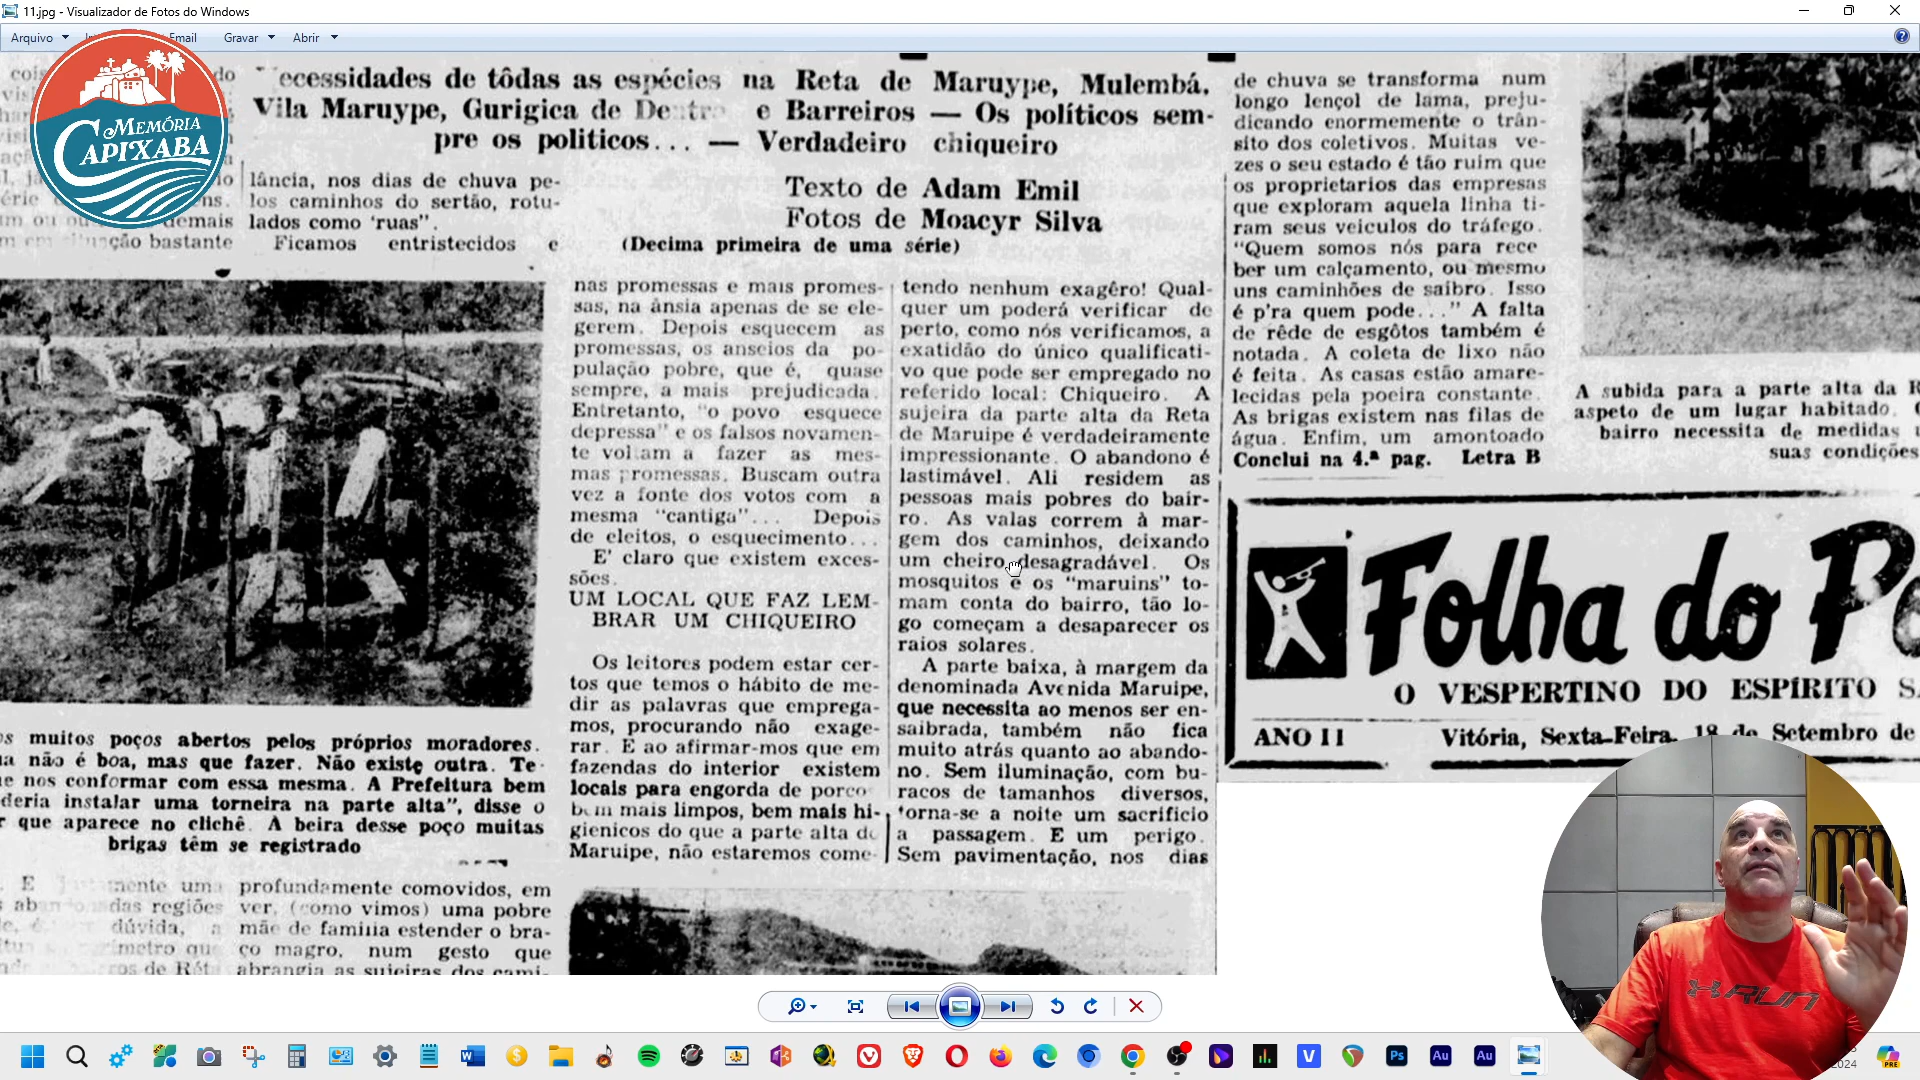 11.jpg - Visualizador de Fotos do Windows
Arquivo
Email
Gravar
Abrir
MEMÓRIA
CAPIXABA
ecessidades de tôdas as espécies na Reta de Maruype, Mulembá,
Vila Maruype, Gurigica de Dentro e Barreiros — Os políticos sem-
pre os politicos... — Verdadeiro chiqueiro
Texto de Adam Emil
Fotos de Moacyr Silva
(Decima primeira de uma série)
demais
bastante
lância, nos dias de chuva pe-
los caminhos do sertão, rotu-
lados como 'ruas".
Ficamos entristecidos e
s muitos poços abertos pelos próprios moradores.
não é boa, mas que fazer. Não existe outra. Te-
e nos conformar com essa mesma. A Prefeitura bem
deria instalar uma torneira na parte alta", disse o
r que aparece no clichê. À beira desse poço muitas
brigas têm se registrado
uma
das regiões
dúvida, a
que
profundamente comovidos, em
ver, (como vimos) uma pobre
mãe de família estender o bra-
ço magro, num gesto que
abrangia as sujeiras dos cami-
nas promessas e mais promes-
sas, na ânsia apenas de se ele-
gerem. Depois esquecem as
promessas, os anseios da po-
pulação pobre, que é, quase
sempre, a mais prejudicada.
Entretanto, "o povo esquece
depressa" e os falsos novamen-
te voltam a fazer as mes-
mas promessas. Buscam outra
vez a fonte dos votos com a
mesma "cantiga"... Depois
de eleitos, o esquecimento...
E' claro que existem exces-
sões.
UM LOCAL QUE FAZ LEM-
BRAR UM CHIQUEIRO
Os leitores podem estar cer-
tos que temos o hábito de me-
dir as palavras que emprega-
mos, procurando não exage-
rar. E ao afirmar-mos que em
fazendas do interior existem
locais para engorda de porco
bem mais limpos, bem mais hi-
gienicos do que a parte alta de
Maruipe, não estaremos come-
tendo nenhum exagêro! Qual-
quer um poderá verificar de
perto, como nós verificamos, a
exatidão do único qualificati-
vo que pode ser empregado no
referido local: Chiqueiro. A
sujeira da parte alta da Reta
de Maruipe é verdadeiramente
impressionante. O abandono é
lastimável. Ali residem as
pessoas mais pobres do bair-
ro. As valas correm à mar-
gem dos caminhos, deixando
um cheiro desagradável. Os
mosquitos e os "maruins" to-
mam conta do bairro, tão lo-
go começam a desaparecer os
raios solares.
A parte baixa, à margem da
denominada Avenida Maruipe,
que necessita ao menos ser en-
saibrada, também não fica
muito atrás quanto ao abando-
no. Sem iluminação, com bu-
racos de tamanhos diversos,
torna-se a noite um sacrificio
a passagem. E um perigo.
Sem pavimentação, nos dias
de chuva se transforma num
longo lençol de lama, preju-
dicando enormemente o trân-
sito dos coletivos. Muitas ve-
zes o seu estado é tão ruim que
os proprietarios das empresas
que exploram aquela linha ti-
ram seus veiculos do tráfego.
"Quem somos nós para rece
ber um calçamento, ou mesmo
uns caminhões de saibro. Isso
é p'ra quem pode..." A falta
de rêde de esgôtos também é
notada. A coleta de lixo não
é feita. As casas estão amare-
lecidas pela poeira constante.
As brigas existem nas filas de
água. Enfim, um amontoado
Conclui na 4.ª pag. Letra B
A subida para a parte alta da R
aspeto de um lugar habitado.
bairro necessita de medidas
suas condições
Folha do Po
O VESPERTINO DO ESPÍRITO SA
ANO II
Vitória, Sexta-Feira, 18 de Setembro de
RUN
2024